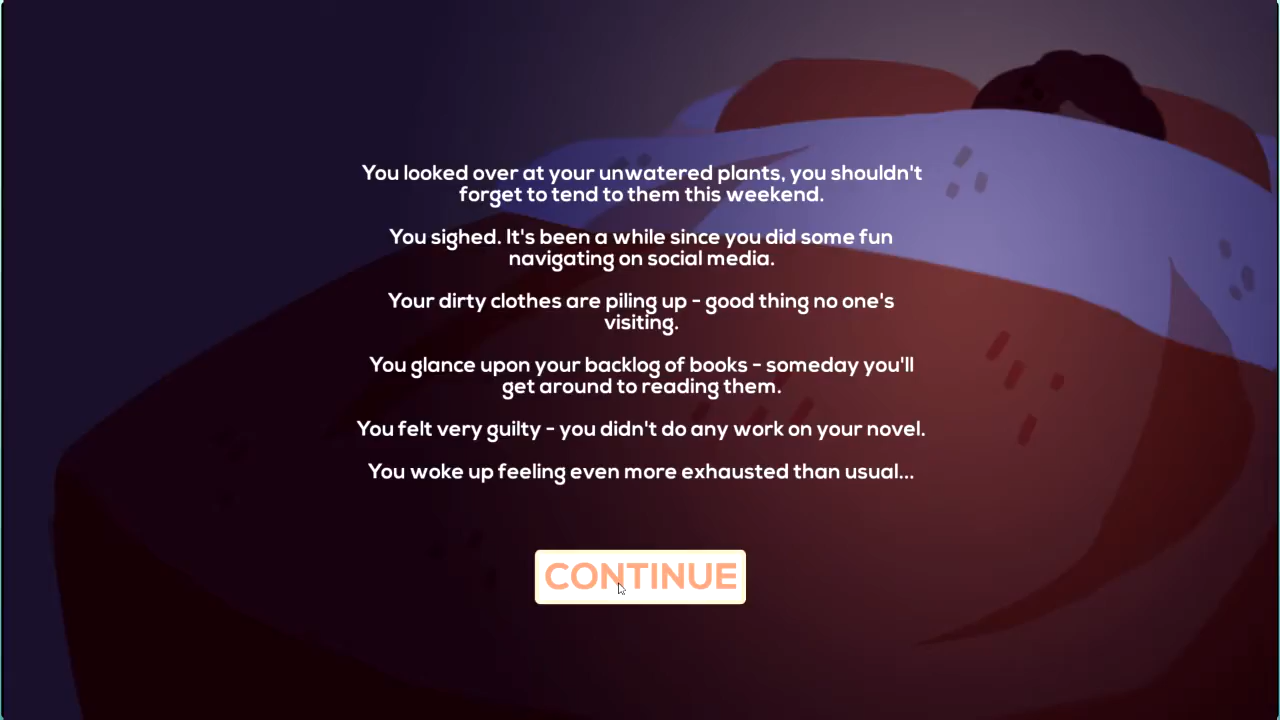 You looked over at your unwatered plants, you shouldn't
forget to tend to them this weekend.
You sighed. It's been a while since you did some fun
navigating on social media.
Your dirty clothes are piling up - good thing no one's
visiting.
You glance upon your backlog of books - someday you'll
get around to reading them.
You felt very guilty - you didn't do any work on your novel.
You woke up feeling even more exhausted than usual...
CONTINUE